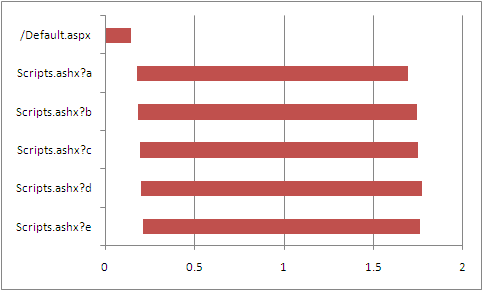 /Default.aspx
Scripts.ashx?a
Scripts.ashx?b
Scripts.ashx?c
Scripts.ashx?d
Scripts.ashx?e
0 0.5 1 1.5 2